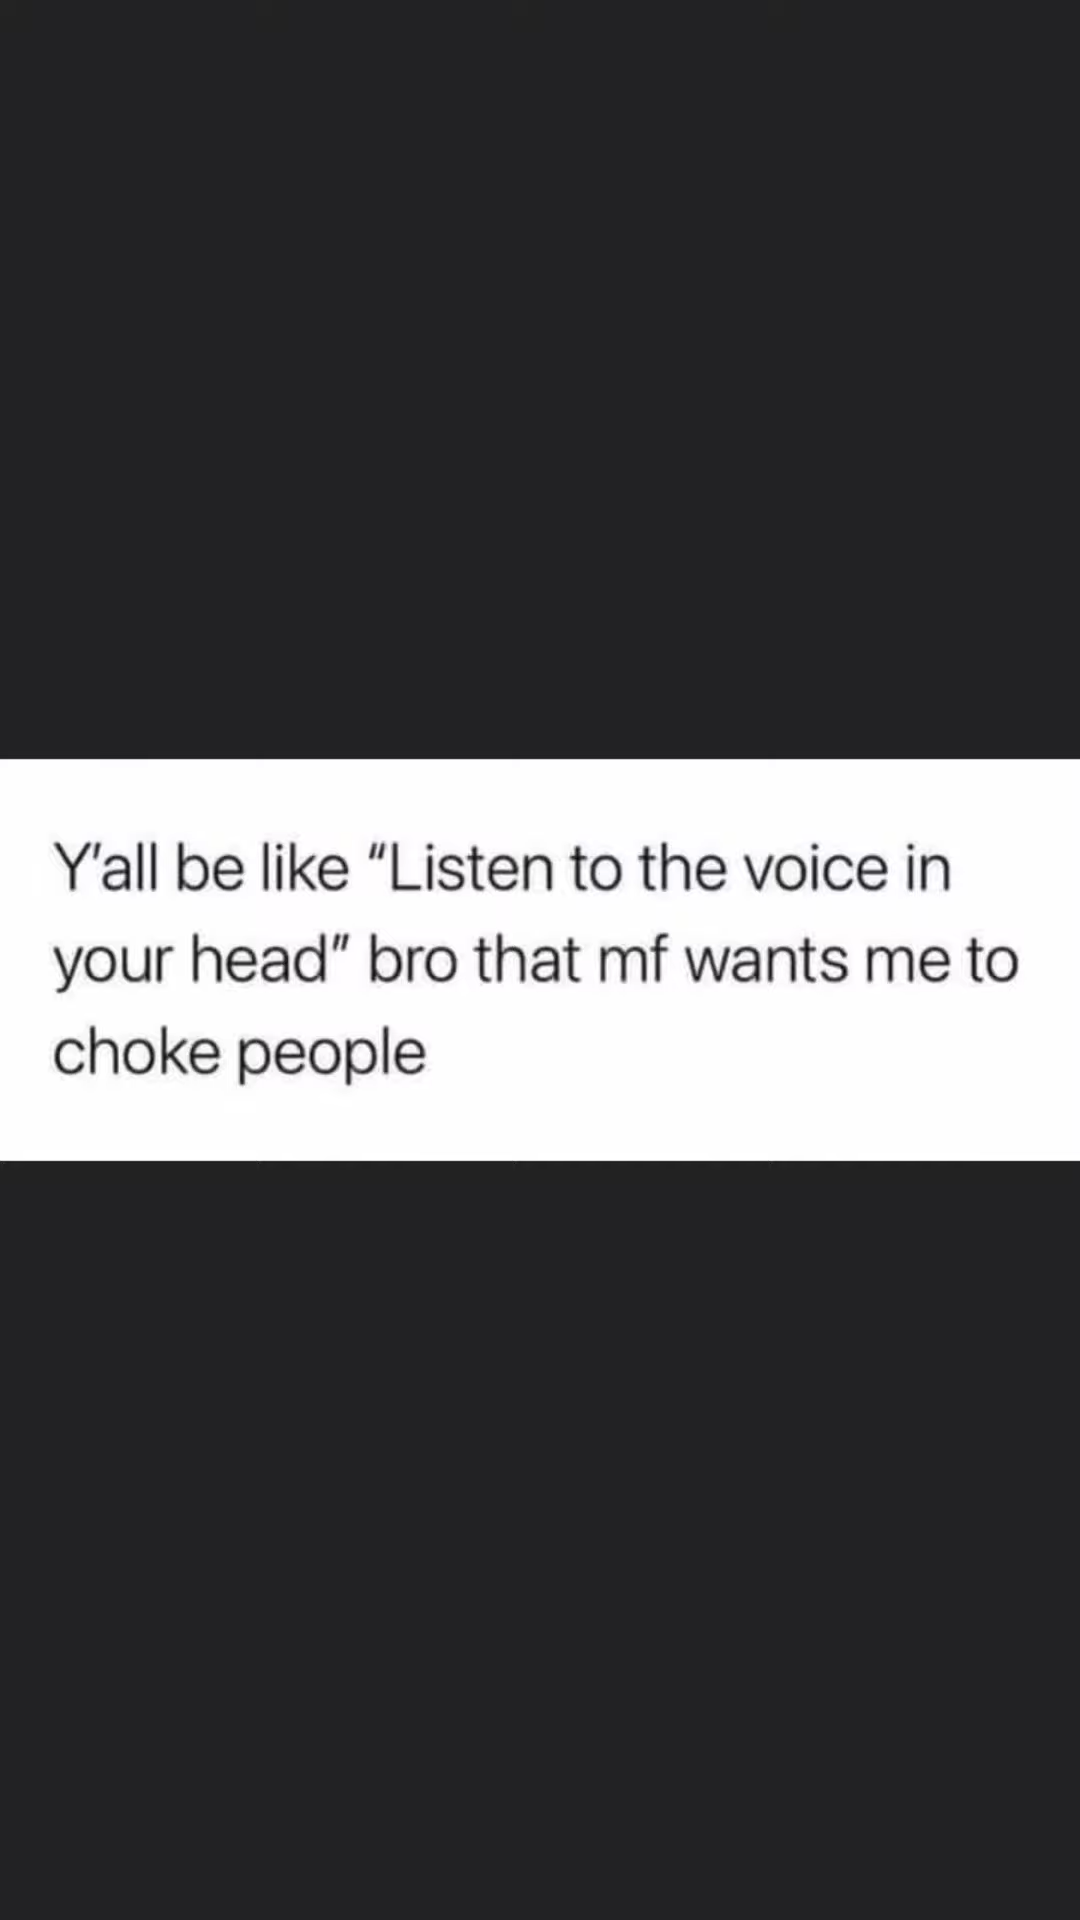 Y'all be like “Listen to the voice in
your head” bro that mf wants me to
choke people